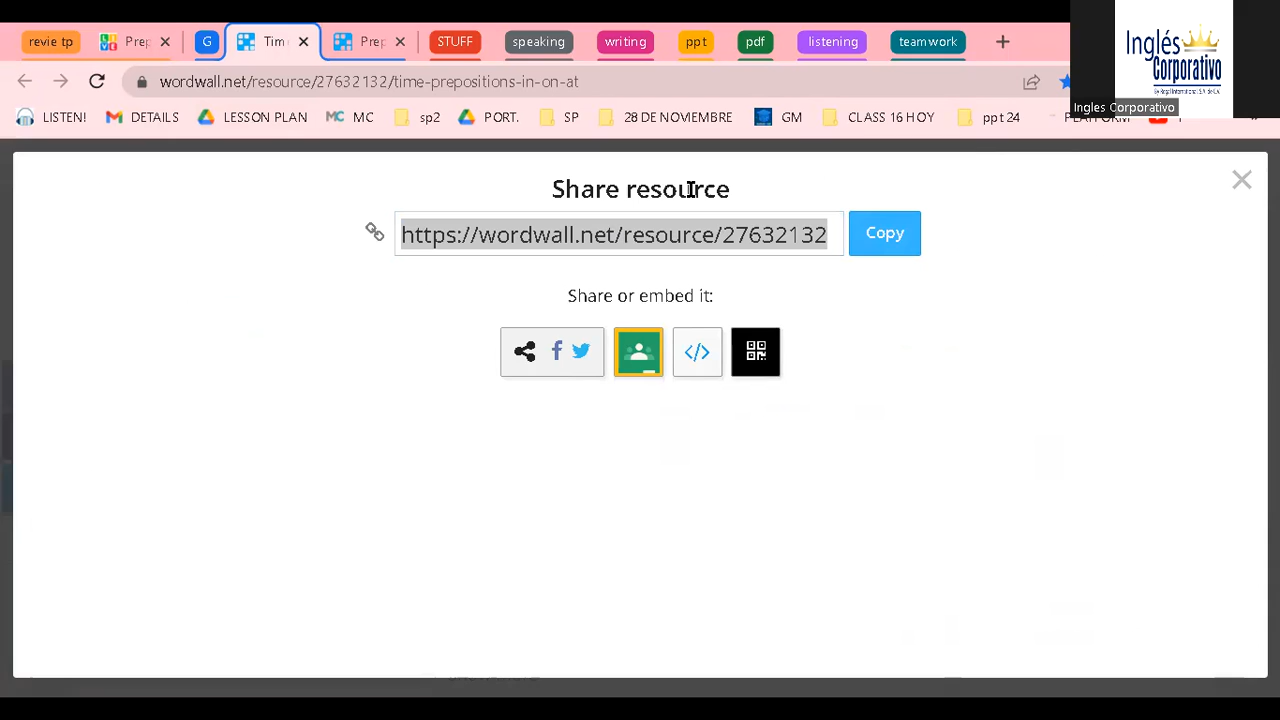 revie tp Prep G Tim Prep STUFF speaking writing ppt pdf listening teamwork
wordwall.net/resource/27632132/time-prepositions-in-on-at
Inglés
Corporativo
Ingles Corporativo
LISTEN! DETAILS LESSON PLAN MC MC sp2 PORT. SP 28 DE NOVIEMBRE GM CLASS 16 HOY ppt 24 PLATFORM
Share resource
https://wordwall.net/resource/27632132 Copy
Share or embed it: